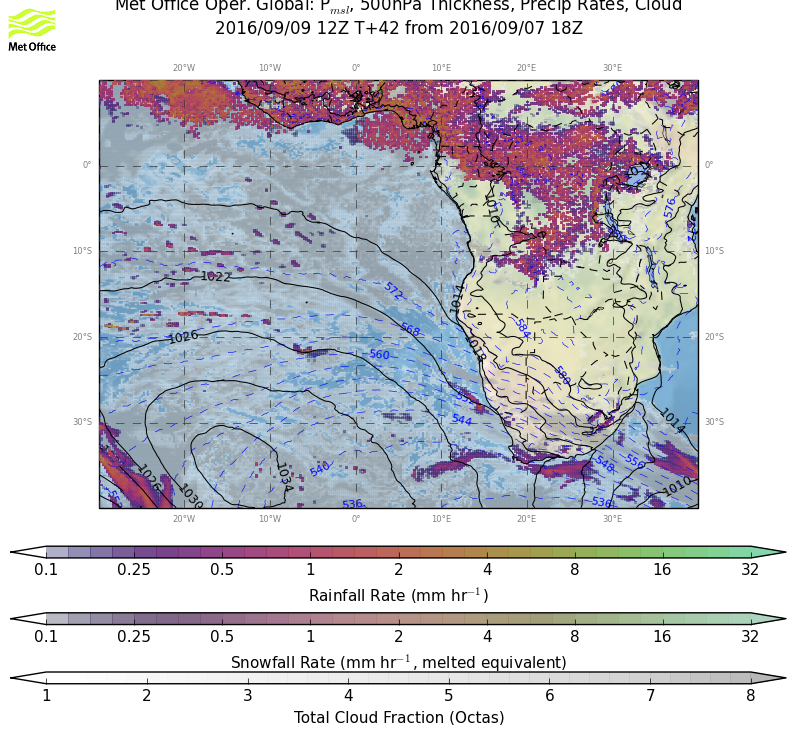 Met Office Oper. Global: Pmsl, 500hPa Thickness, Precip Rates, Cloud
2016/09/09 12Z T+42 from 2016/09/07 18Z
Met Office
20°W 10°W 0° 10°E 20°E 30°E
0° 0°
10°S 10°S
20°S 20°S
30°S 30°S
576
1022
572
1014
1026
568
584
1018
560
580
552
544
1014
556
548
1026
1030
1034
540
1010
536
536
20°W 10°W 0° 10°E 20°E 30°E
0.1 0.25 0.5 1 2 4 8 16 32
Rainfall Rate (mm hr⁻¹)
0.1 0.25 0.5 1 2 4 8 16 32
Snowfall Rate (mm hr⁻¹, melted equivalent)
1 2 3 4 5 6 7 8
Total Cloud Fraction (Octas)